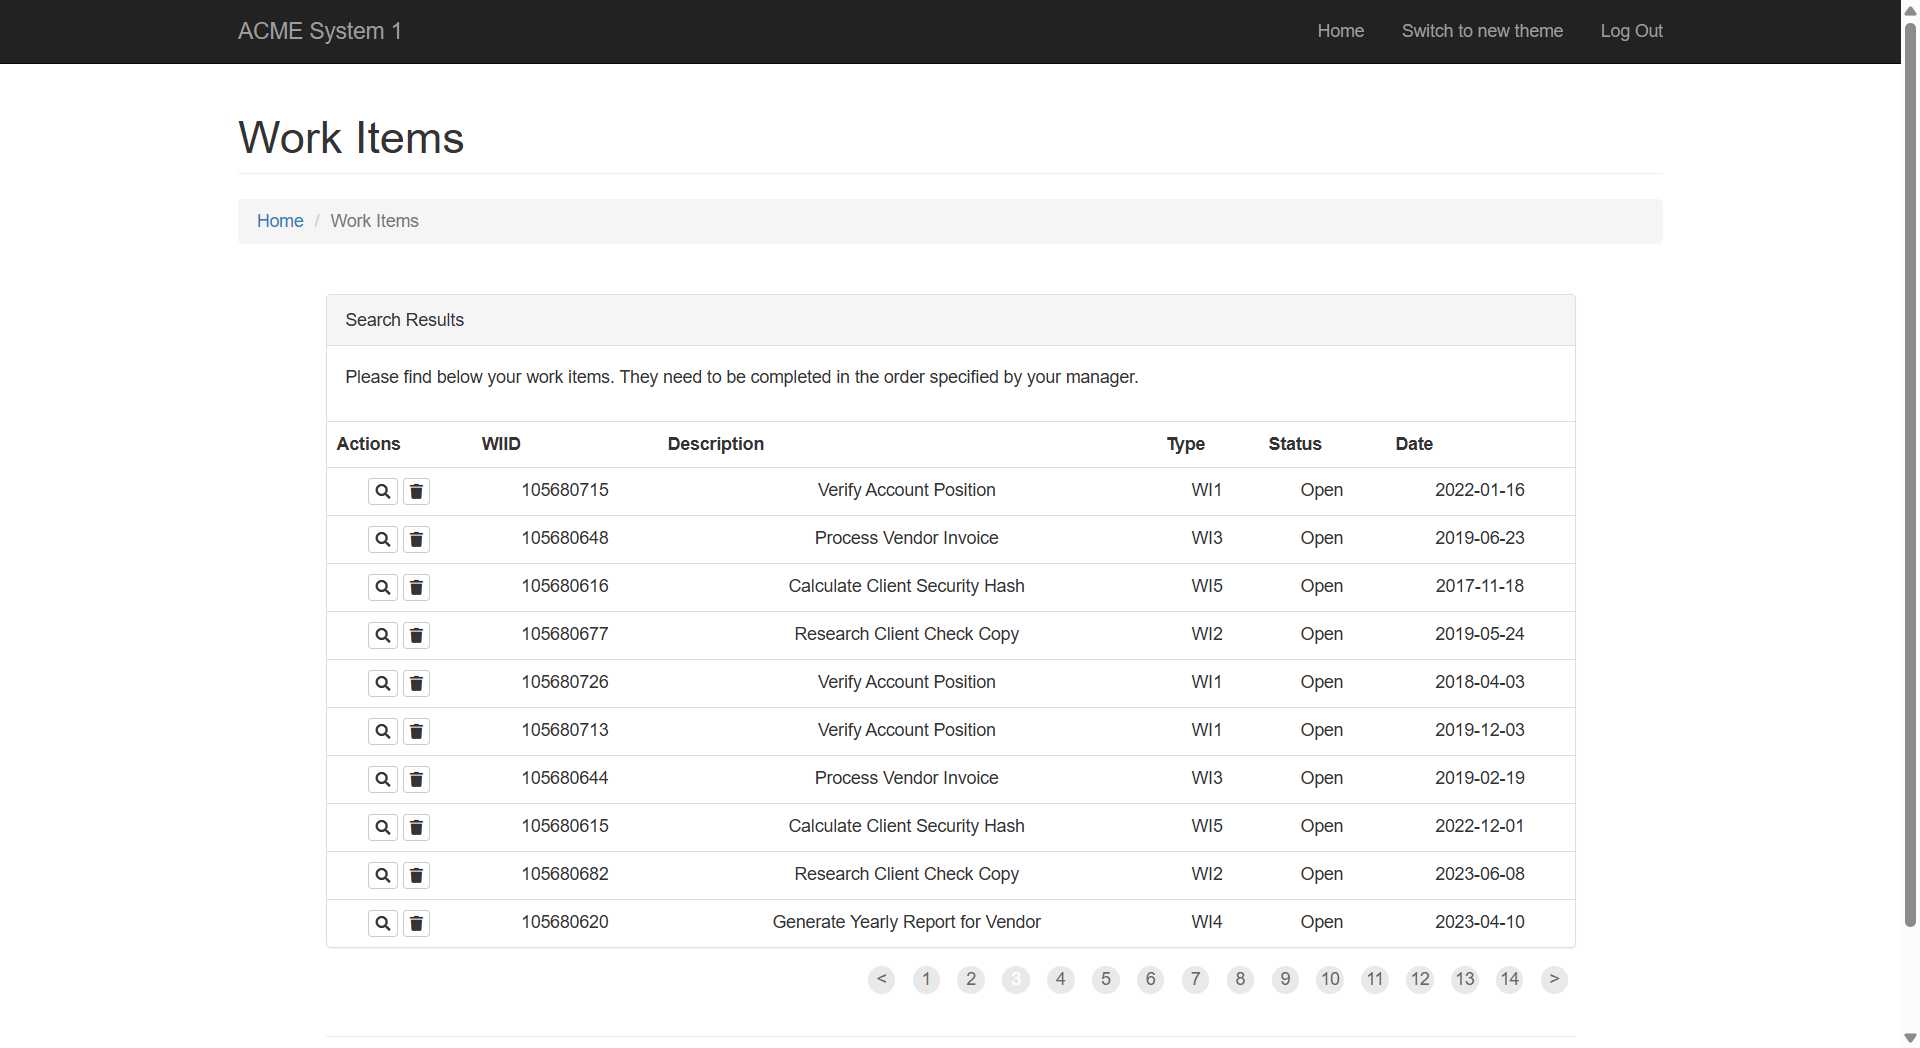 ACME System 1 Home Switch to new theme Log Out
Work Items
Home / Work Items
Search Results
Please find below your work items. They need to be completed in the order specified by your manager.
Actions WIID Description Type Status Date
105680715 Verify Account Position WI1 Open 2022-01-16
105680648 Process Vendor Invoice WI3 Open 2019-06-23
105680616 Calculate Client Security Hash WI5 Open 2017-11-18
105680677 Research Client Check Copy WI2 Open 2019-05-24
105680726 Verify Account Position WI1 Open 2018-04-03
105680713 Verify Account Position WI1 Open 2019-12-03
105680644 Process Vendor Invoice WI3 Open 2019-02-19
105680615 Calculate Client Security Hash WI5 Open 2022-12-01
105680682 Research Client Check Copy WI2 Open 2023-06-08
105680620 Generate Yearly Report for Vendor WI4 Open 2023-04-10
< 1 2 3 4 5 6 7 8 9 10 11 12 13 14 >